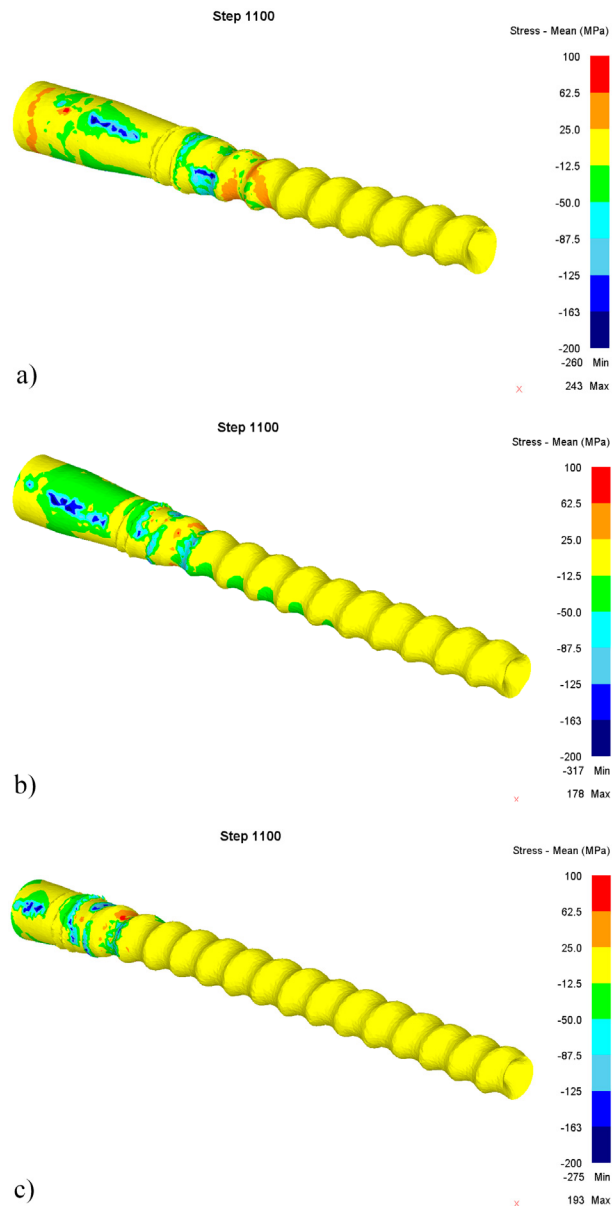 Step 1100
Stress - Mean (MPa)
100
62.5
25.0
-12.5
-50.0
-87.5
-125
-163
-200
-260 Min
243 Max
x
a)
Step 1100
Stress - Mean (MPa)
100
62.5
25.0
-12.5
-50.0
-87.5
-125
-163
-200
-317 Min
178 Max
x
b)
Step 1100
Stress - Mean (MPa)
100
62.5
25.0
-12.5
-50.0
-87.5
-125
-163
-200
-275 Min
193 Max
x
c)